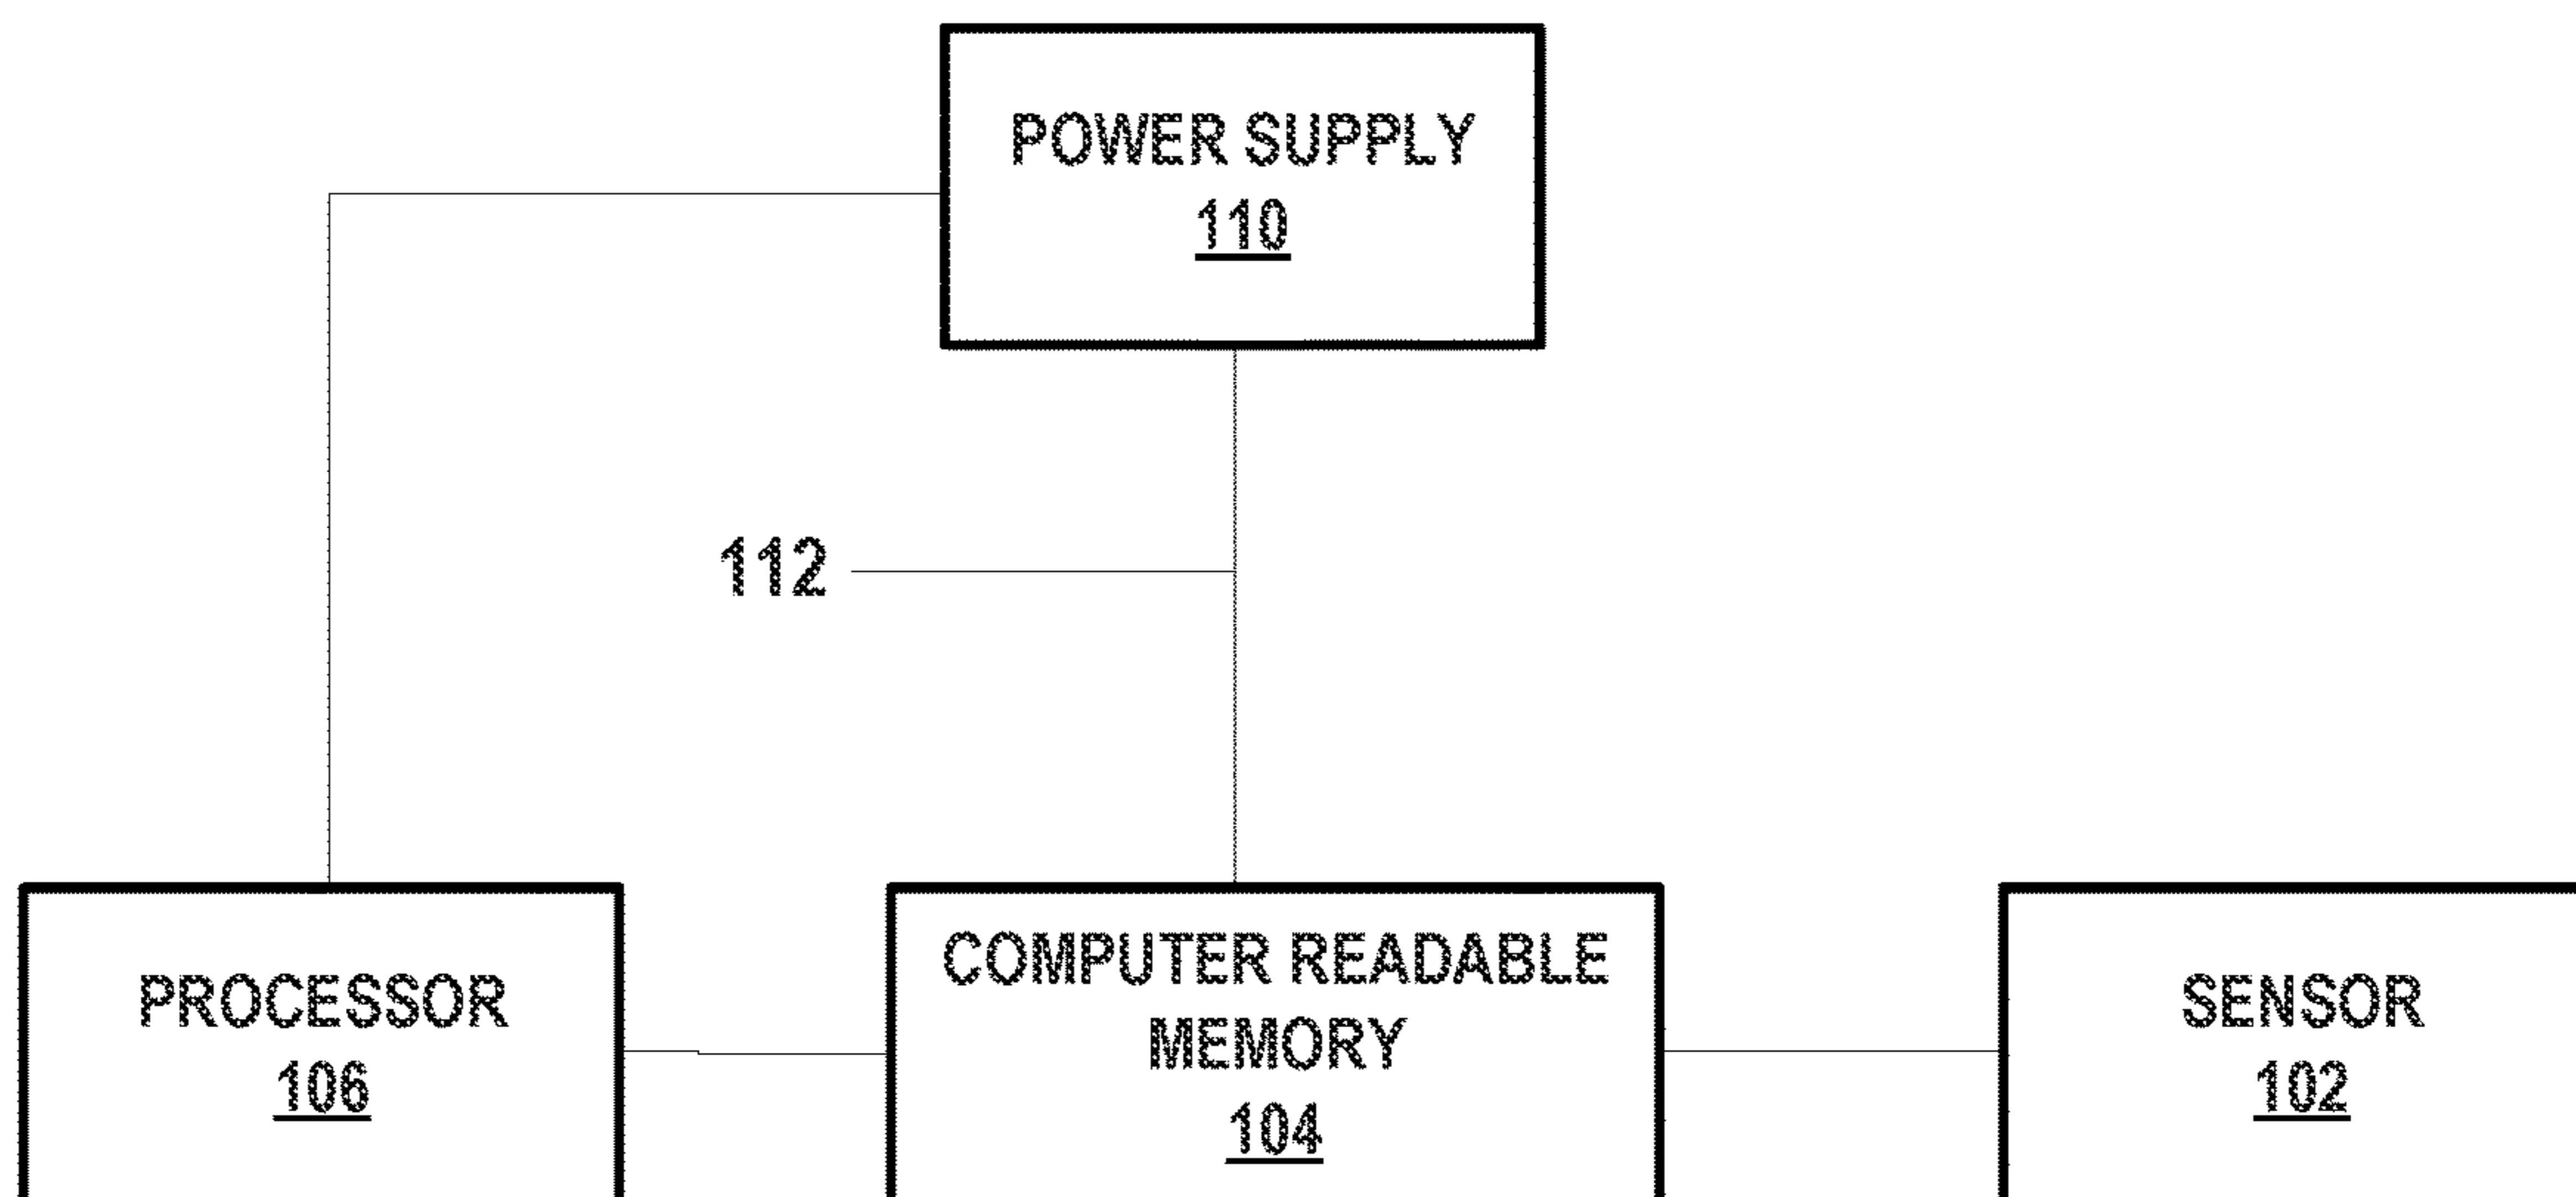 POWER SUPPLY
110
112
PROCESSOR
106
COMPUTER READABLE
MEMORY
104
SENSOR
102